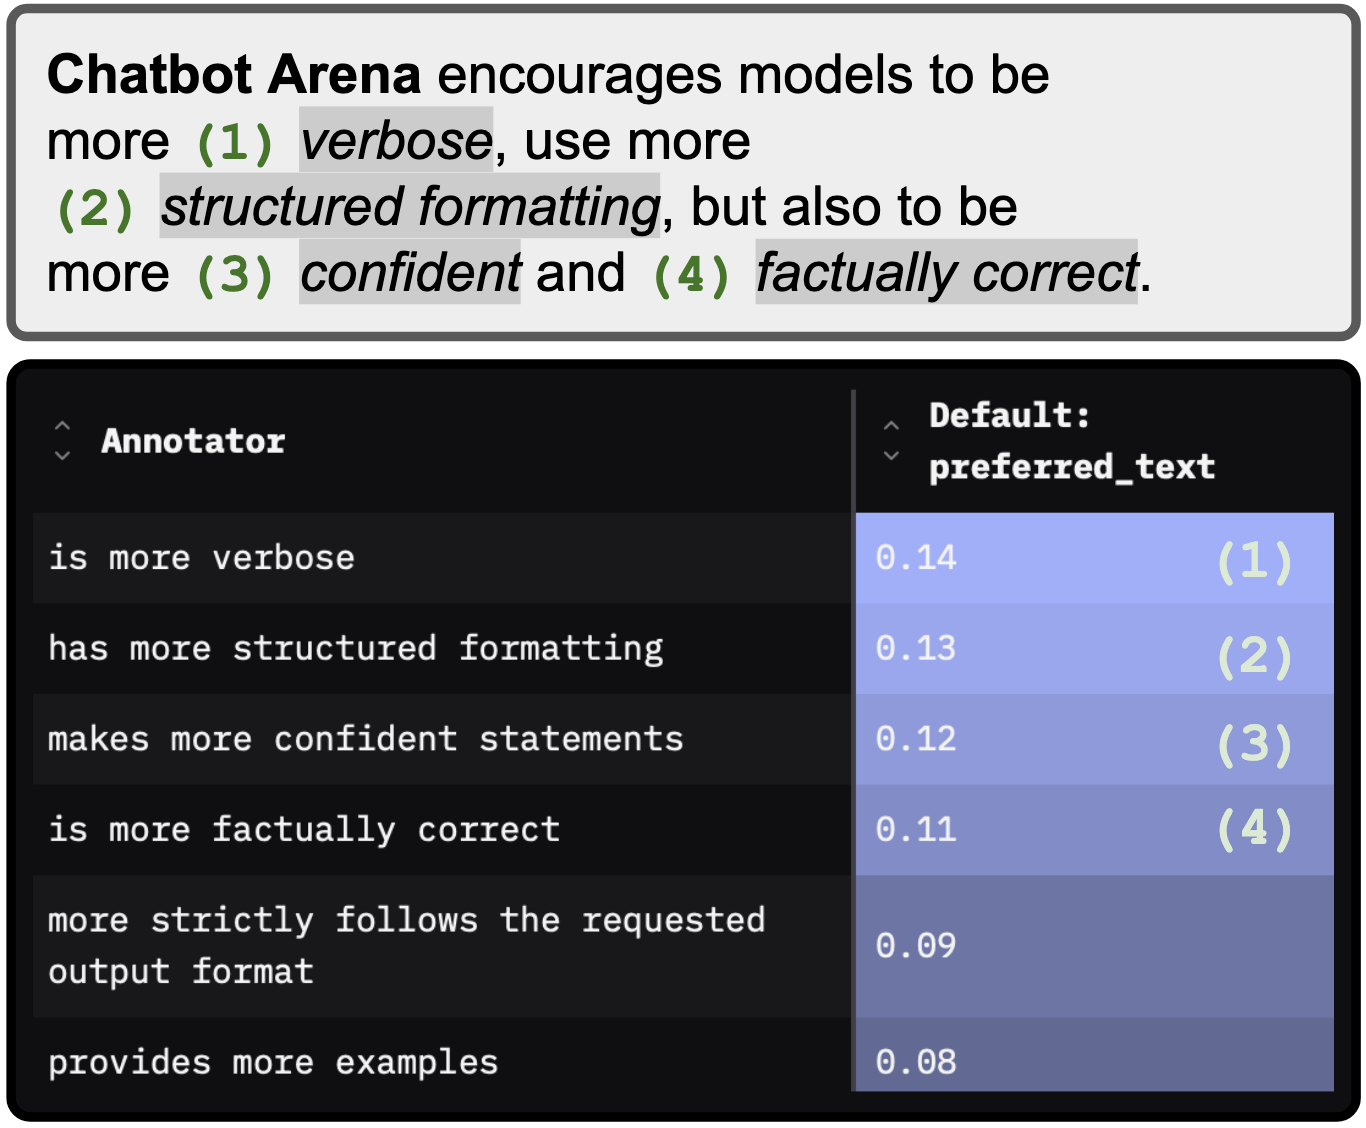 Chatbot Arena encourages models to be
more (1) verbose, use more
(2) structured formatting, but also to be
more (3) confident and (4) factually correct.
Annotator
Default:
preferred_text
is more verbose
0.14 (1)
has more structured formatting
0.13 (2)
makes more confident statements
0.12 (3)
is more factually correct
0.11 (4)
more strictly follows the requested
output format
0.09
provides more examples
0.08